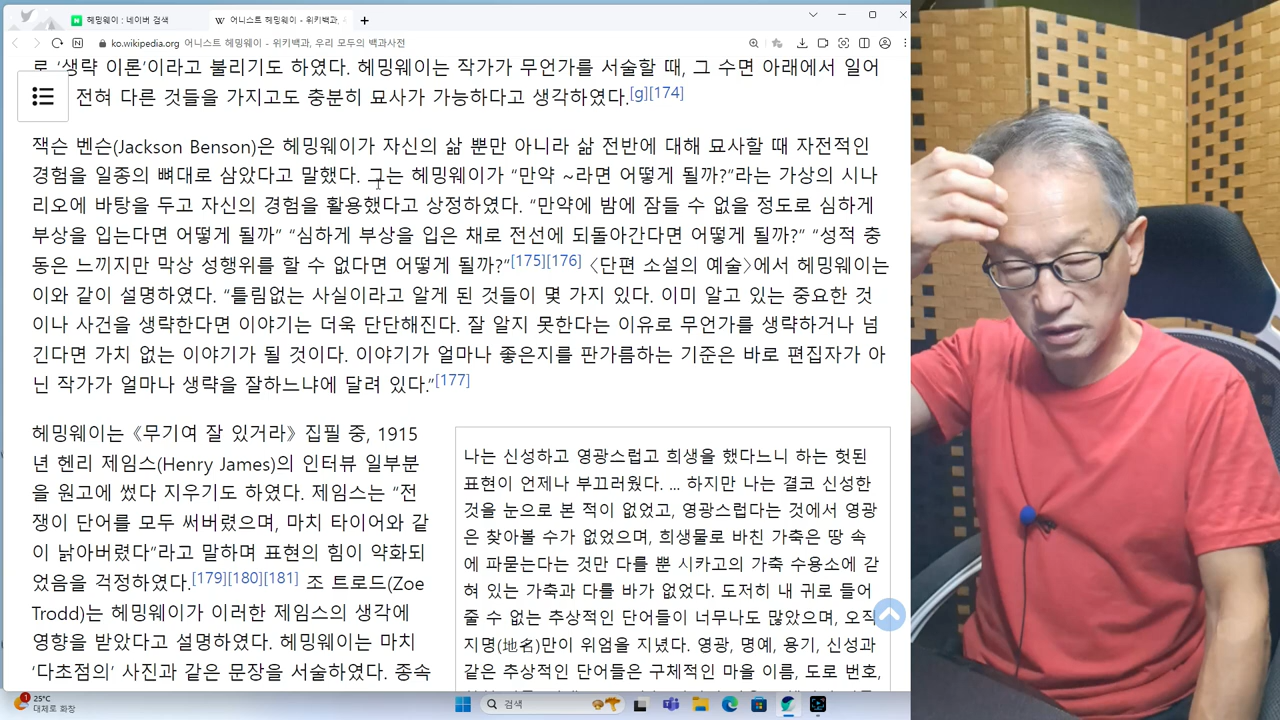 헤밍웨이 : 네이버 검색
어니스트 헤밍웨이 - 위키백과,
ko.wikipedia.org 어니스트 헤밍웨이 - 위키백과, 우리 모두의 백과사전
로 '생략 이론'이라고 불리기도 하였다. 헤밍웨이는 작가가 무언가를 서술할 때, 그 수면 아래에서 일어
전혀 다른 것들을 가지고도 충분히 묘사가 가능하다고 생각하였다.[g][174]
잭슨 벤슨(Jackson Benson)은 헤밍웨이가 자신의 삶 뿐만 아니라 삶 전반에 대해 묘사할 때 자전적인
경험을 일종의 뼈대로 삼았다고 말했다. 그는 헤밍웨이가 “만약 ~라면 어떻게 될까?“라는 가상의 시나
리오에 바탕을 두고 자신의 경험을 활용했다고 상정하였다. “만약에 밤에 잠들 수 없을 정도로 심하게
부상을 입는다면 어떻게 될까” “심하게 부상을 입은 채로 전선에 되돌아간다면 어떻게 될까?” “성적 충
동은 느끼지만 막상 성행위를 할 수 없다면 어떻게 될까?”[175][176] 〈단편 소설의 예술〉에서 헤밍웨이는
이와 같이 설명하였다. “틀림없는 사실이라고 알게 된 것들이 몇 가지 있다. 이미 알고 있는 중요한 것
이나 사건을 생략한다면 이야기는 더욱 단단해진다. 잘 알지 못한다는 이유로 무언가를 생략하거나 넘
긴다면 가치 없는 이야기가 될 것이다. 이야기가 얼마나 좋은지를 판가름하는 기준은 바로 편집자가 아
닌 작가가 얼마나 생략을 잘하느냐에 달려 있다.”[177]
헤밍웨이는 《무기여 잘 있거라》 집필 중, 1915
년 헨리 제임스(Henry James)의 인터뷰 일부분
을 원고에 썼다 지우기도 하였다. 제임스는 “전
쟁이 단어를 모두 써버렸으며, 마치 타이어와 같
이 낡아버렸다”라고 말하며 표현의 힘이 약화되
었음을 걱정하였다.[179][180][181] 조 트로드(Zoe
Trodd)는 헤밍웨이가 이러한 제임스의 생각에
영향을 받았다고 설명하였다. 헤밍웨이는 마치
‘다초점의’ 사진과 같은 문장을 서술하였다. 종속
나는 신성하고 영광스럽고 희생을 했다느니 하는 헛된
표현이 언제나 부끄러웠다. ... 하지만 나는 결코 신성한
것을 눈으로 본 적이 없었고, 영광스럽다는 것에서 영광
은 찾아볼 수가 없었으며, 희생물로 바친 가축은 땅 속
에 파묻는다는 것만 다를 뿐 시카고의 가축 수용소에 갇
혀 있는 가축과 다를 바가 없었다. 도저히 내 귀로 들어
줄 수 없는 추상적인 단어들이 너무나도 많았으며, 오직
지명(地名)만이 위엄을 지녔다. 영광, 명예, 용기, 신성과
같은 추상적인 단어들은 구체적인 마을 이름, 도로 번호,
1
25°C
대체로 화창
검색